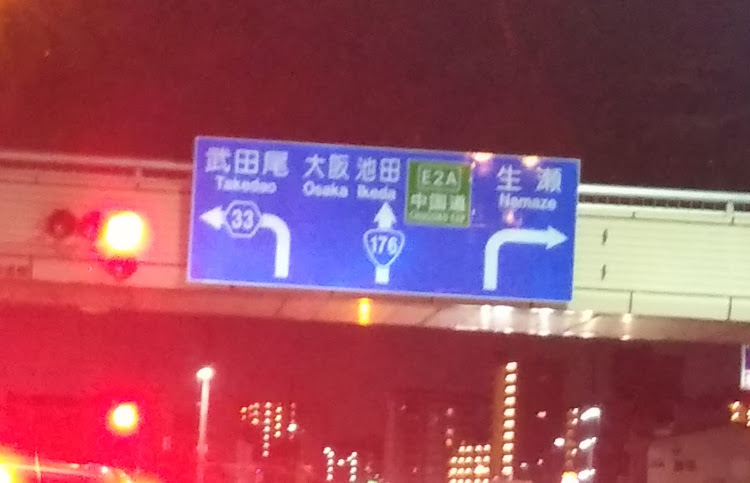 武田尾
Takedao
33
大阪 池田
Osaka Ikeda
176
E2A
中国道
生瀬
Namaze